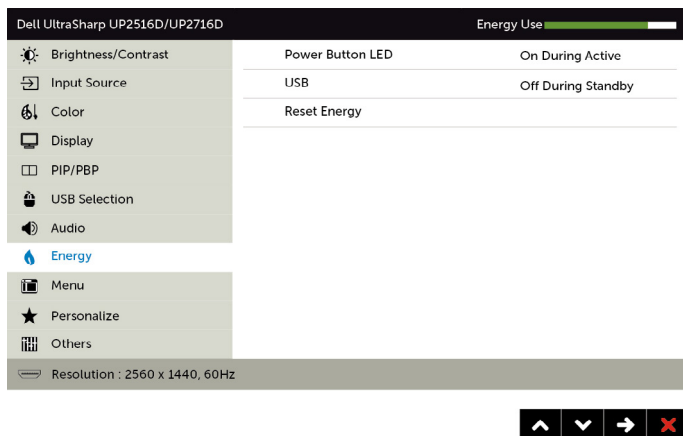 Dell UltraSharp UP2516D/UP2716D Energy Use
Brightness/Contrast
Input Source
Color
Display
PIP/PBP
USB Selection
Audio
Energy
Menu
Personalize
Others
Power Button LED On During Active
USB Off During Standby
Reset Energy
Resolution : 2560 x 1440, 60Hz